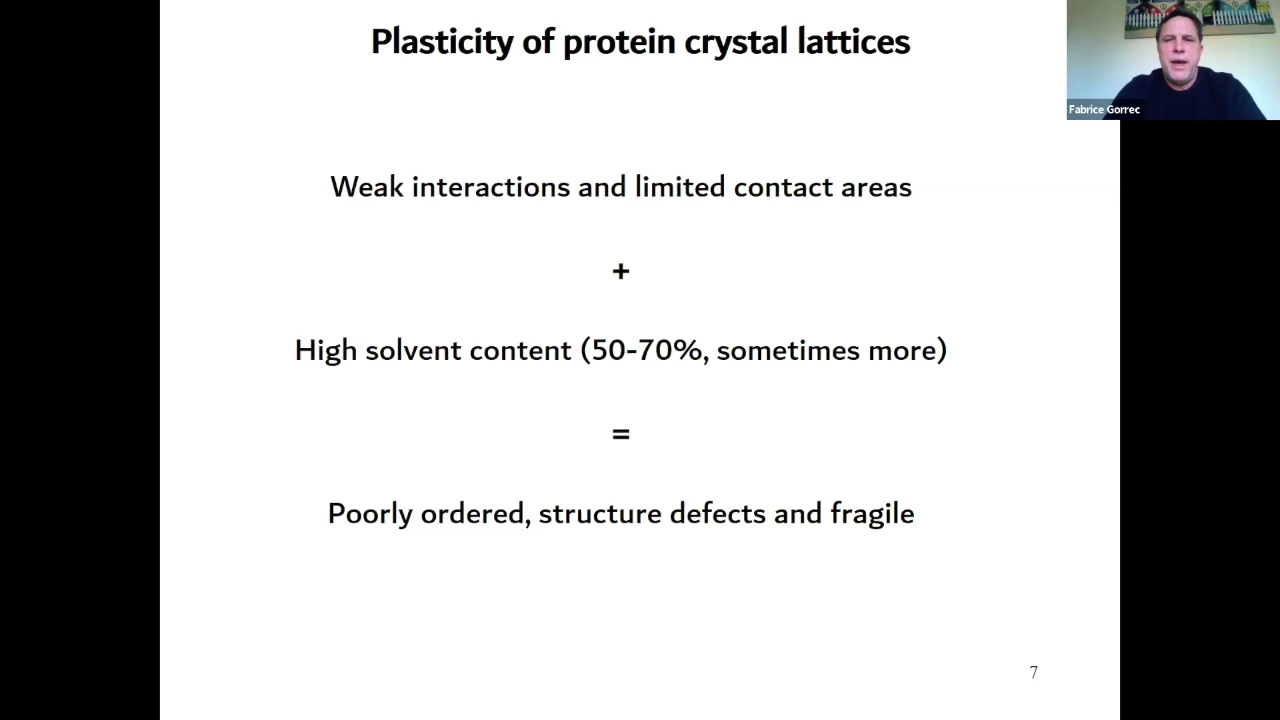 Plasticity of protein crystal lattices
Fabrice Gorrec
Weak interactions and limited contact areas
+
High solvent content (50-70%, sometimes more)
=
Poorly ordered, structure defects and fragile
7